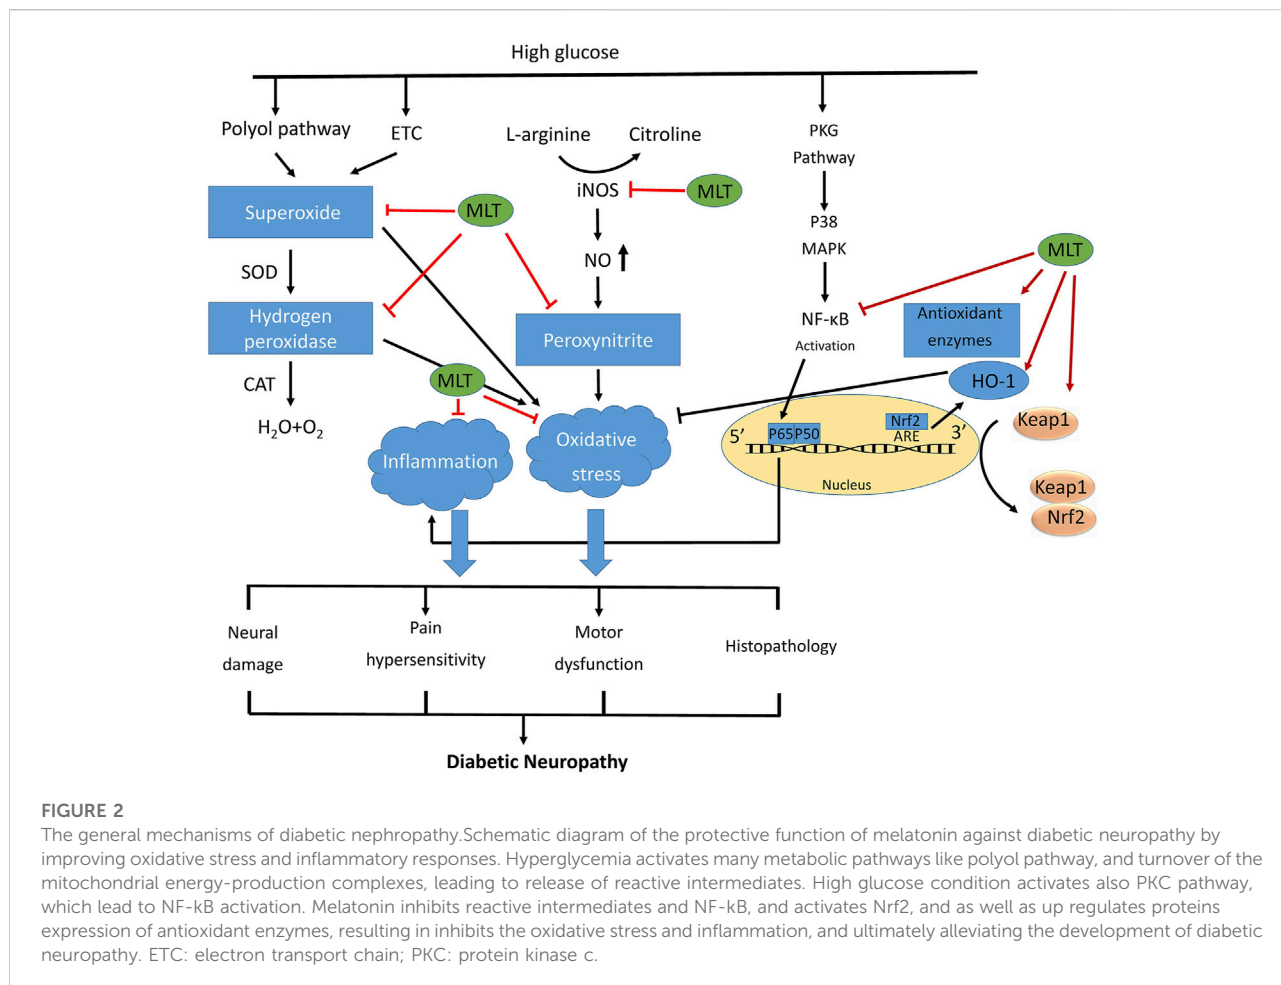 High glucose
Polyol pathway
ETC
L-arginine
Citroline
PKG
Pathway
iNOS
MLT
Superoxide
MLT
P38
MAPK
SOD
NO
MLT
Hydrogen
peroxidase
Peroxynitrite
NF-κB
Activation
Antioxidant
enzymes
CAT
MLT
HO-1
H2O+O2
Inflammation
Oxidative
stress
5'
P65
P50
Nrf2
ARE
3'
Keap1
Nucleus
Keap1
Nrf2
Neural
damage
Pain
hypersensitivity
Motor
dysfunction
Histopathology
Diabetic Neuropathy
FIGURE 2
The general mechanisms of diabetic nephropathy.Schematic diagram of the protective function of melatonin against diabetic neuropathy by
improving oxidative stress and inflammatory responses. Hyperglycemia activates many metabolic pathways like polyol pathway, and turnover of the
mitochondrial energy-production complexes, leading to release of reactive intermediates. High glucose condition activates also PKC pathway,
which lead to NF-kB activation. Melatonin inhibits reactive intermediates and NF-kB, and activates Nrf2, and as well as up regulates proteins
expression of antioxidant enzymes, resulting in inhibits the oxidative stress and inflammation, and ultimately alleviating the development of diabetic
neuropathy. ETC: electron transport chain; PKC: protein kinase c.